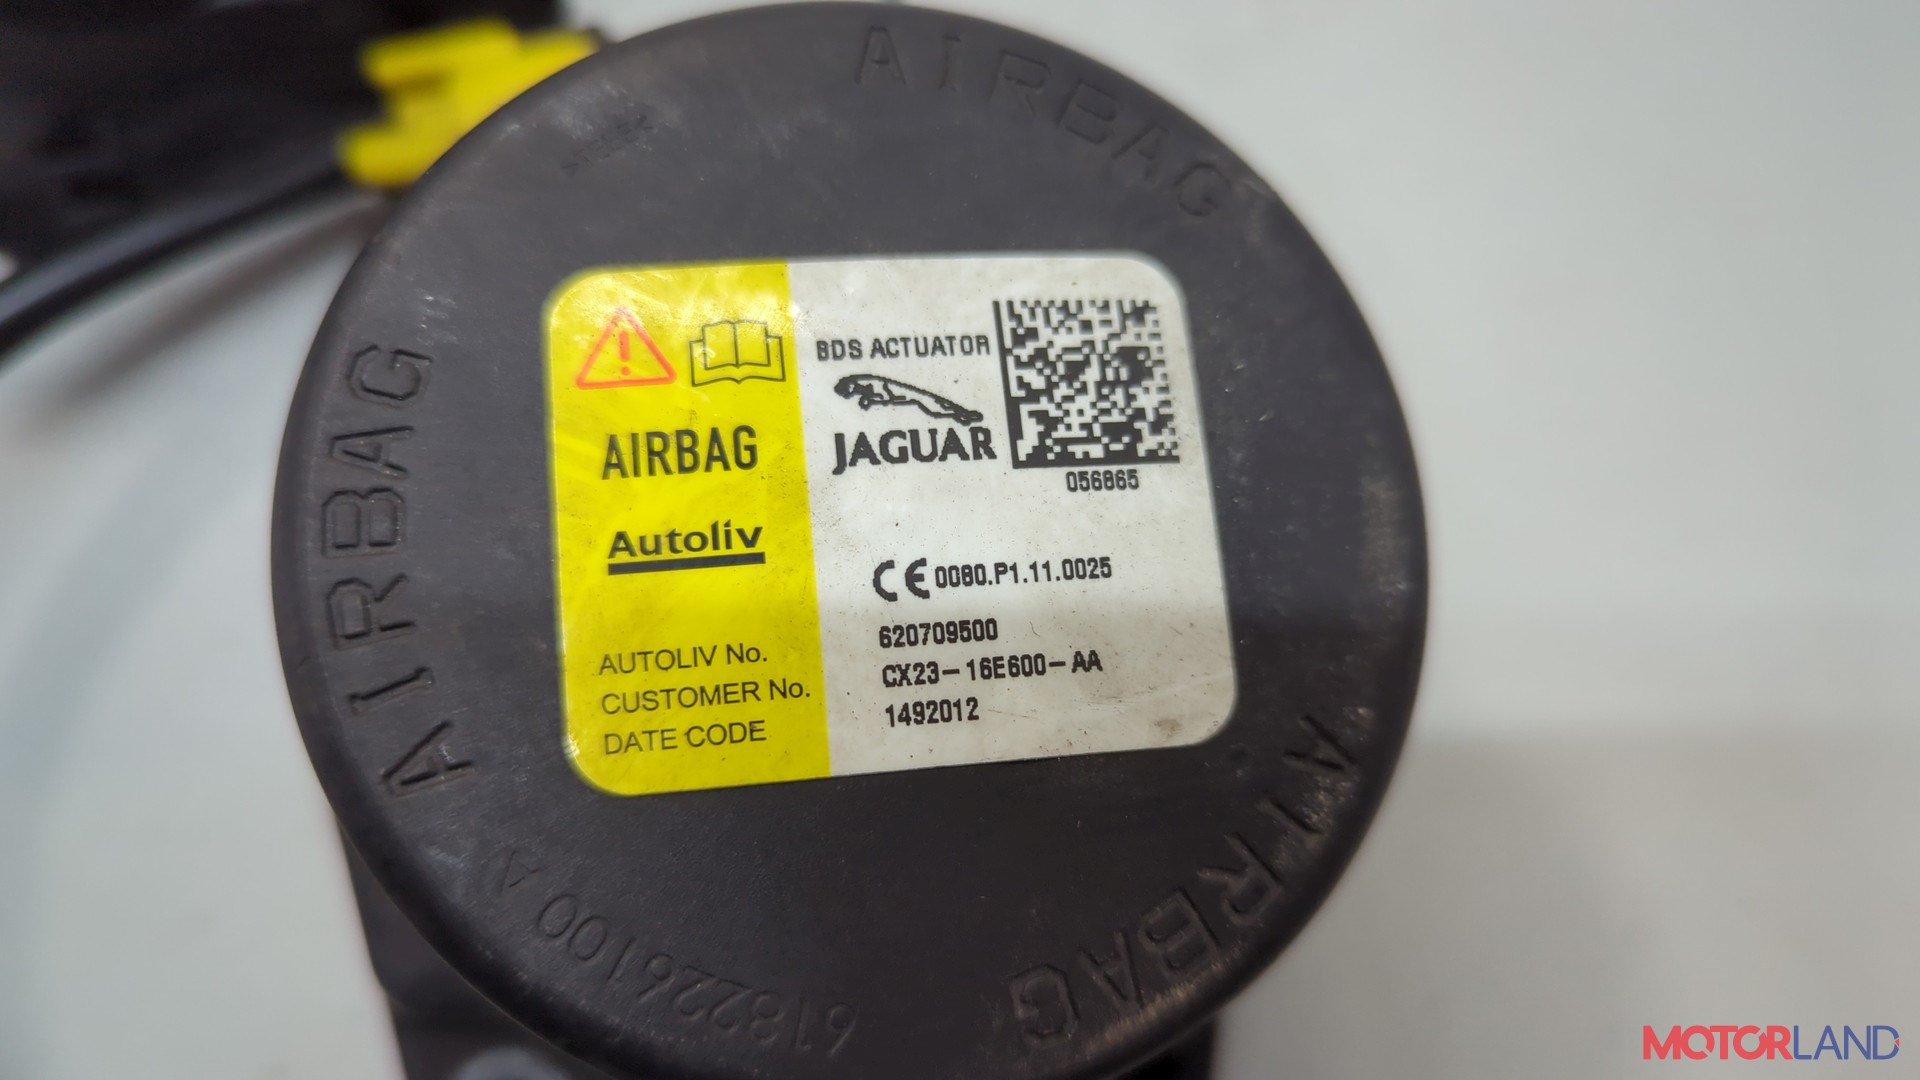 AIRBAG
AIRBAG
AIRBAG
618226100 A
AIRBAG
Autoliv
AUTOLIV No.
CUSTOMER No.
DATE CODE
BDS ACTUATOR
JAGUAR
056865
CE 0080.P1.11.0025
620709500
CX23-16E600-AA
1492012
MOTORLAND